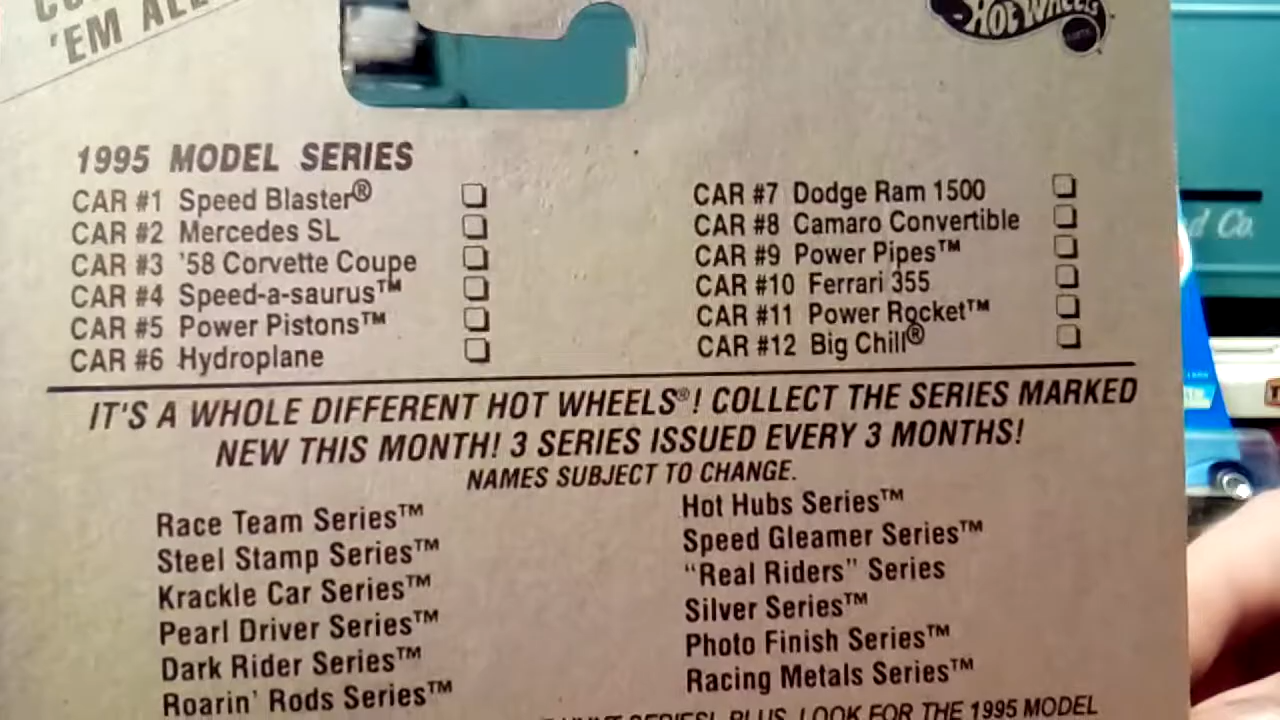 'EM ALL
HOT WHEELS
1995 MODEL SERIES
CAR #1 Speed Blaster®
CAR #2 Mercedes SL
CAR #3 '58 Corvette Coupe
CAR #4 Speed-a-saurus™
CAR #5 Power Pistons™
CAR #6 Hydroplane
CAR #7 Dodge Ram 1500
CAR #8 Camaro Convertible
CAR #9 Power Pipes™
CAR #10 Ferrari 355
CAR #11 Power Rocket™
CAR #12 Big Chill®
IT'S A WHOLE DIFFERENT HOT WHEELS®! COLLECT THE SERIES MARKED
NEW THIS MONTH! 3 SERIES ISSUED EVERY 3 MONTHS!
NAMES SUBJECT TO CHANGE.
Race Team Series™
Steel Stamp Series™
Krackle Car Series™
Pearl Driver Series™
Dark Rider Series™
Roarin' Rods Series™
Hot Hubs Series™
Speed Gleamer Series™
"Real Riders" Series
Silver Series™
Photo Finish Series™
Racing Metals Series™
SERIES! PLUS, LOOK FOR THE 1995 MODEL
Co.